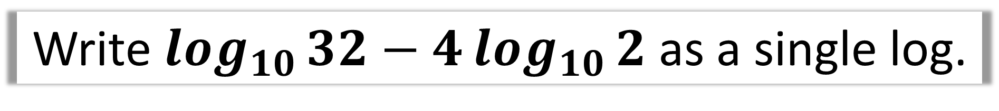 Write log₁₀ 32 − 4 log₁₀ 2 as a single log.